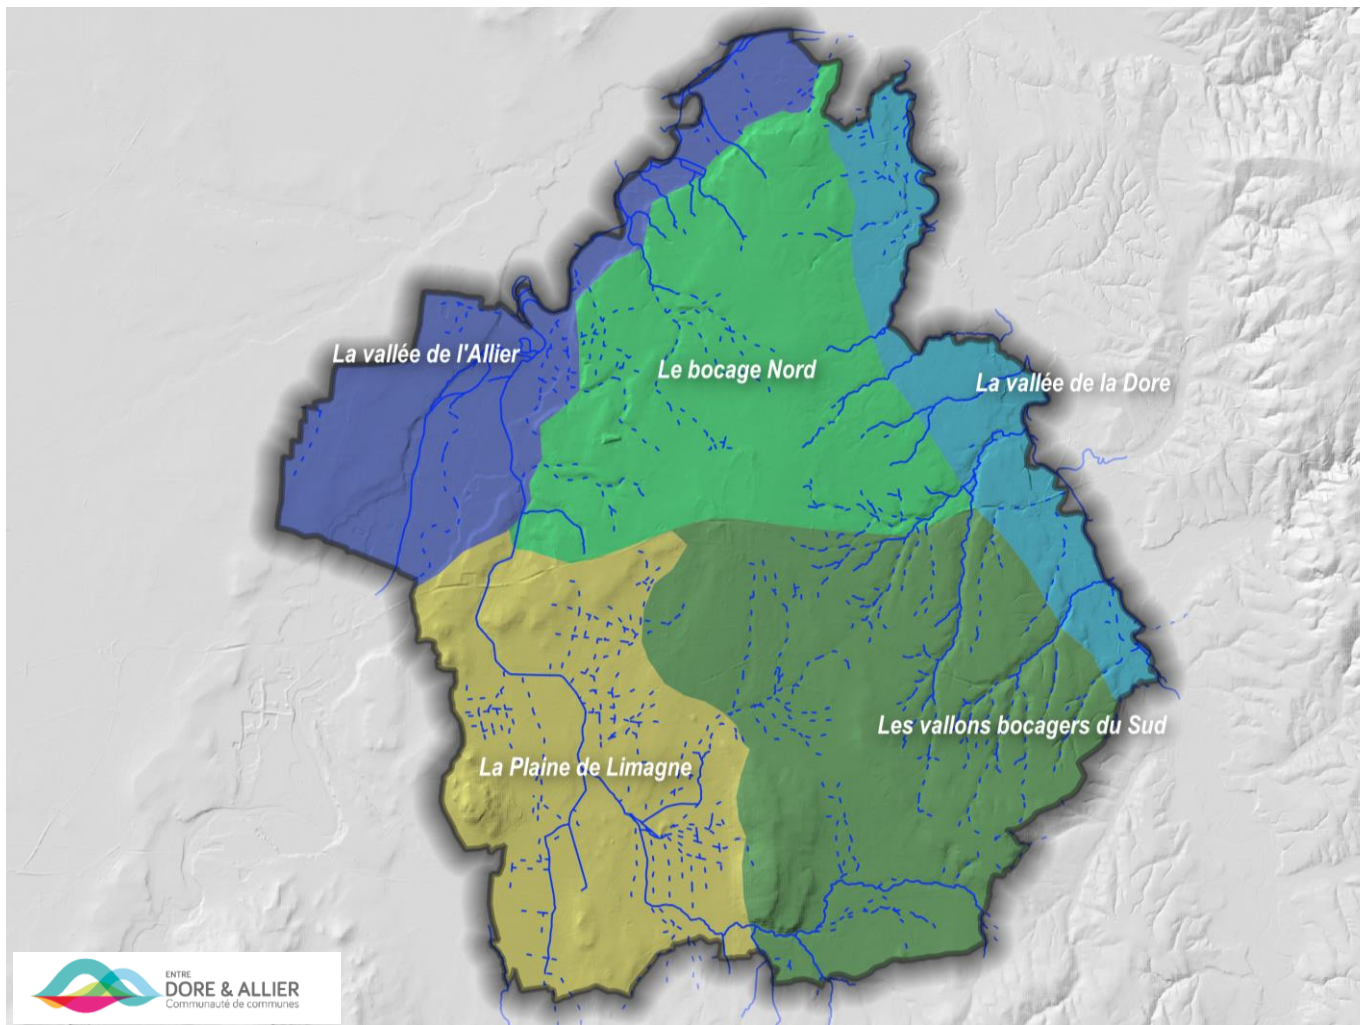 La vallée de l'Allier
Le bocage Nord
La vallée de la Dore
Les vallons bocagers du Sud
La Plaine de Limagne
ENTRE
DORE & ALLIER
Communauté de communes